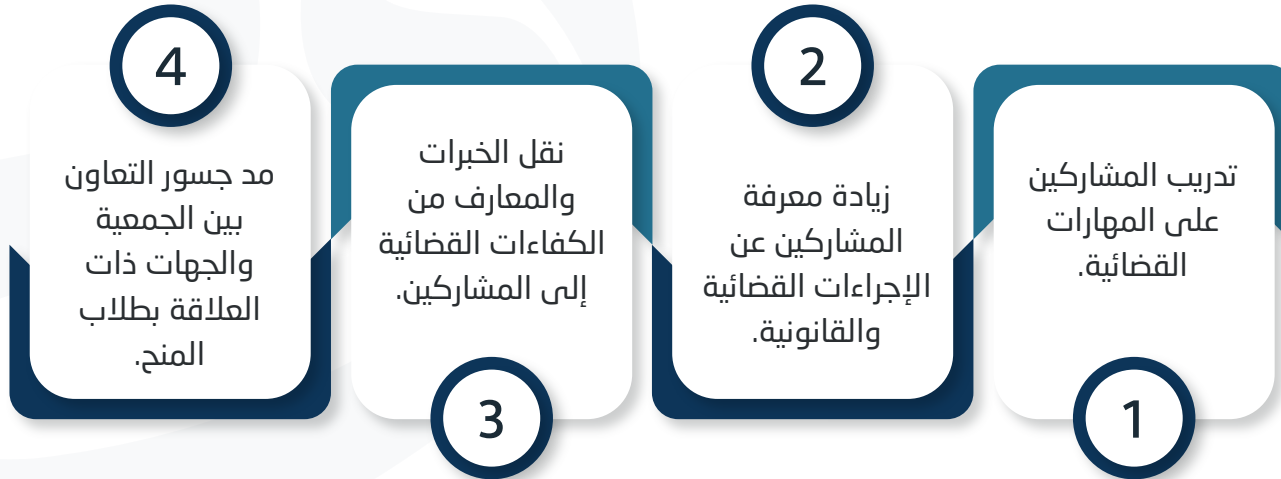 1
تدريب المشاركين
على المهارات
القضائية.
2
زيادة معرفة
المشاركين عن
الإجراءات القضائية
والقانونية.
3
نقل الخبرات
والمعارف من
الكفاءات القضائية
إلى المشاركين.
4
مد جسور التعاون
بين الجمعية
والجهات ذات
العلاقة بطلاب
المنح.